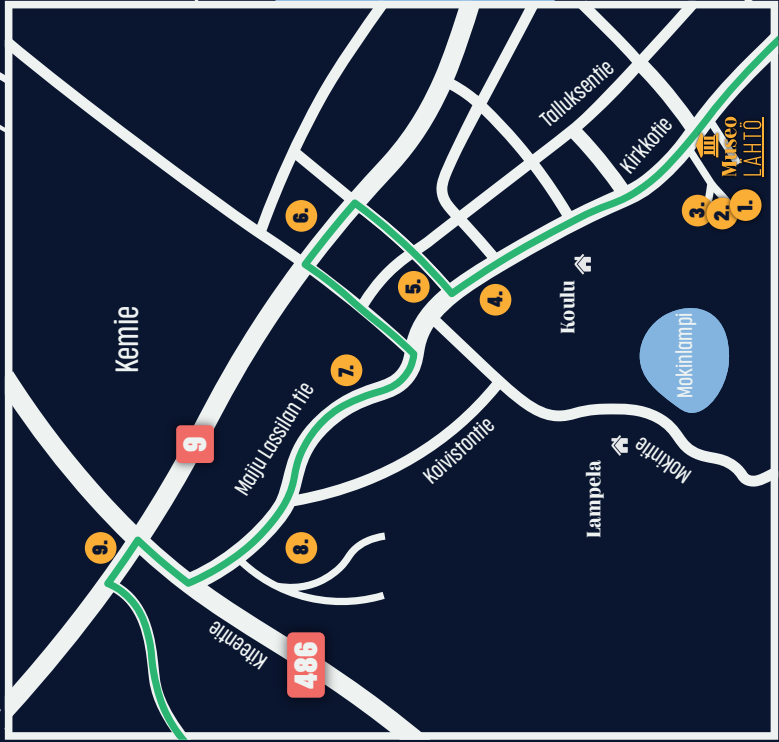 9.
Kemie
9
Kiteentie
Maiju Lassilan tie
486
8.
6.
7.
5.
Koivistontie
4.
Koulu
Talluksentie
Lampela
Kirkkotie
Mokintie
Mokinlampi
3.
2.
1.
Museo
LÄHTÖ